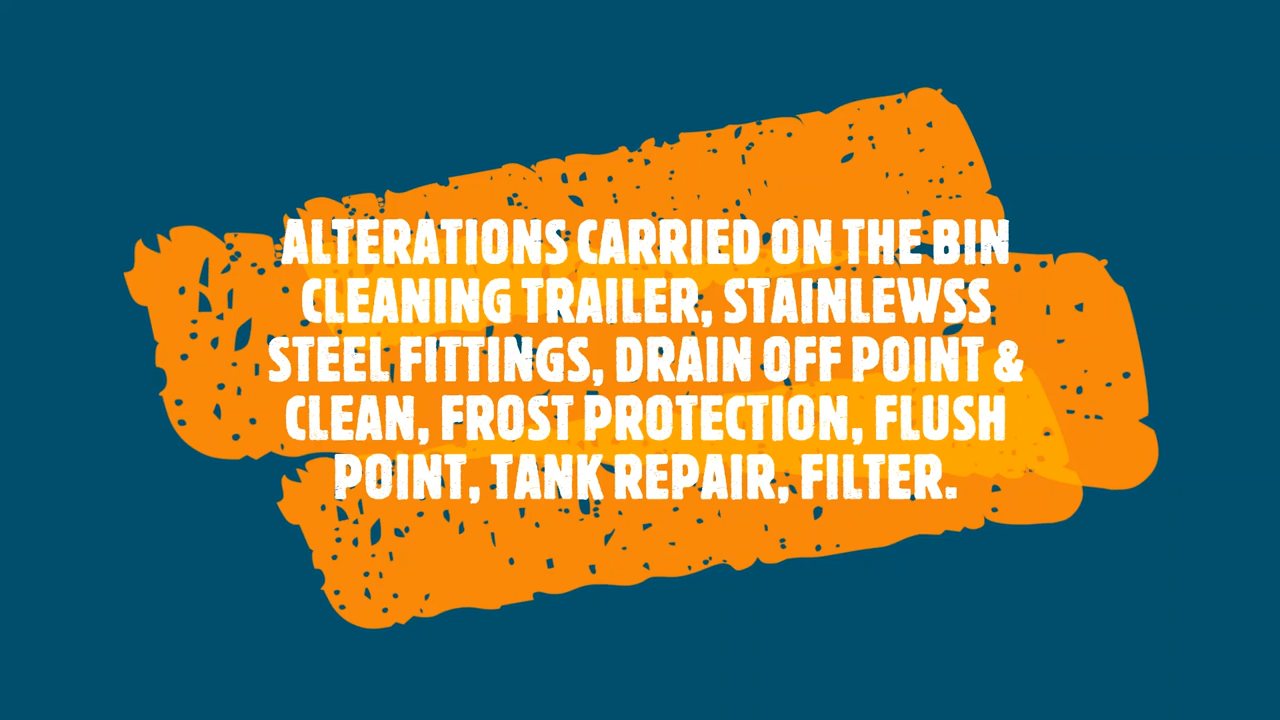 ALTERATIONS CARRIED ON THE BIN
CLEANING TRAILER, STAINLEWSS
STEEL FITTINGS, DRAIN OFF POINT &
CLEAN, FROST PROTECTION, FLUSH
POINT, TANK REPAIR, FILTER.